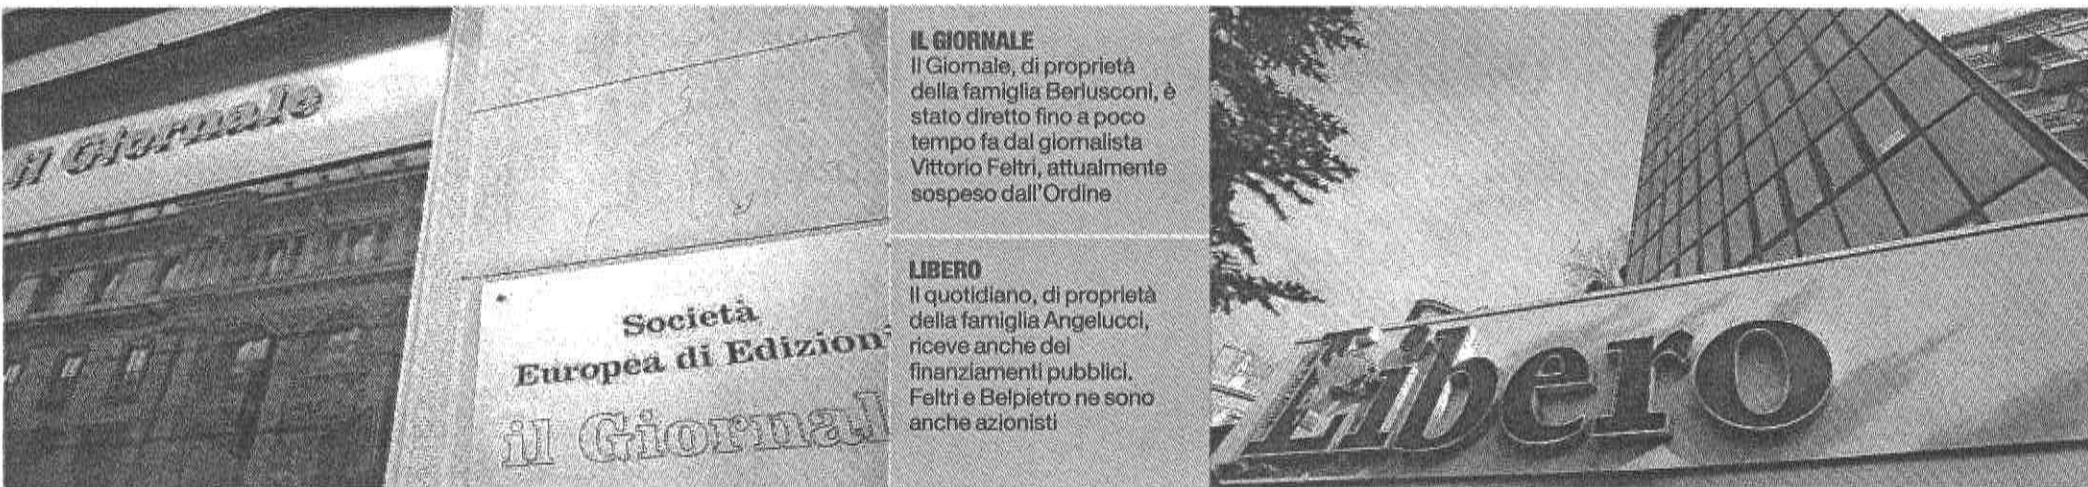 il Giornale
Società
Europea di Edizioni
il Giornal
IL GIORNALE
Il Giornale, di proprietà
della famiglia Berlusconi, è
stato diretto fino a poco
tempo fa dal giornalista
Vittorio Feltri, attualmente
sospeso dall'Ordine
LIBERO
Il quotidiano, di proprietà
della famiglia Angelucci,
riceve anche dei
finanziamenti pubblici.
Feltri e Belpietro ne sono
anche azionisti
Libero